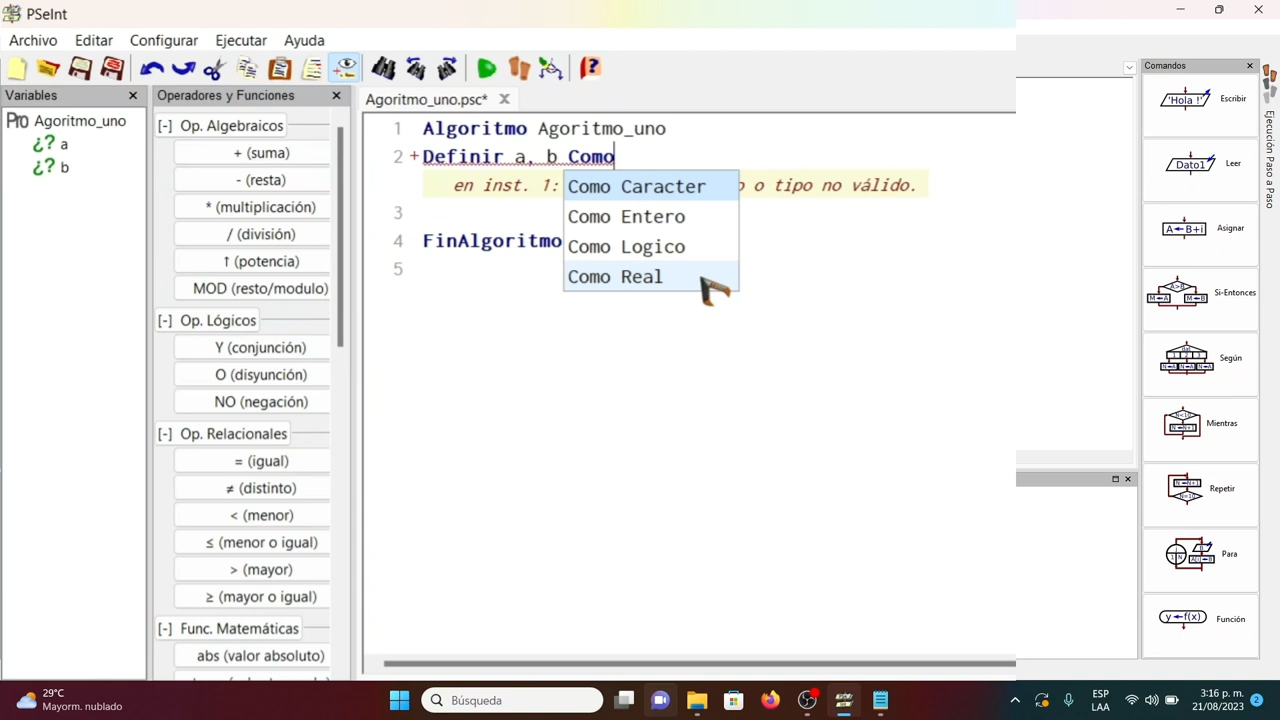 PSeInt
Archivo Editar Configurar Ejecutar Ayuda
Variables
Pro Agoritmo_uno
¿? a
¿? b
Operadores y Funciones
[-] Op. Algebraicos
+ (suma)
- (resta)
* (multiplicación)
/ (división)
↑ (potencia)
MOD (resto/modulo)
[-] Op. Lógicos
Y (conjunción)
O (disyunción)
NO (negación)
[-] Op. Relacionales
= (igual)
≠ (distinto)
< (menor)
≤ (menor o igual)
> (mayor)
≥ (mayor o igual)
[-] Func. Matemáticas
abs (valor absoluto)
Agoritmo_uno.psc*
1 Algoritmo Agoritmo_uno
2 + Definir a, b Como
en inst. 1: o tipo no válido.
Como Caracter
Como Entero
Como Logico
Como Real
3
4 FinAlgoritmo
5
Comandos
'Hola !' Escribir
Dato1 Leer
A←B+i Asignar
A>B M←A M←B Si-Entonces
Según
Mientras
Repetir
Para
y←f(x) Función
Ejecución Paso a Paso
29°C
Mayorm. nublado
Búsqueda
ESP
LAA
3:16 p. m.
21/08/2023
2